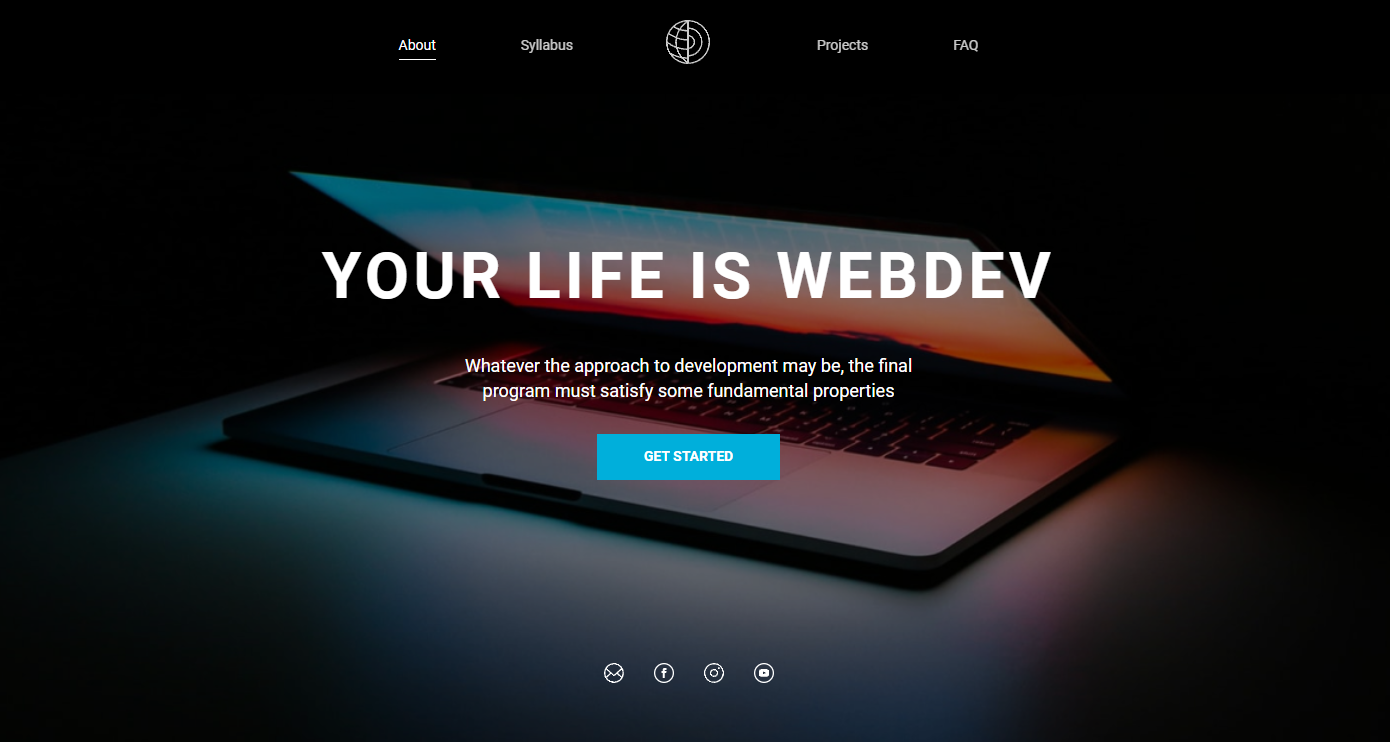 About
Syllabus
Projects
FAQ
YOUR LIFE IS WEBDEV
Whatever the approach to development may be, the final
program must satisfy some fundamental properties
GET STARTED